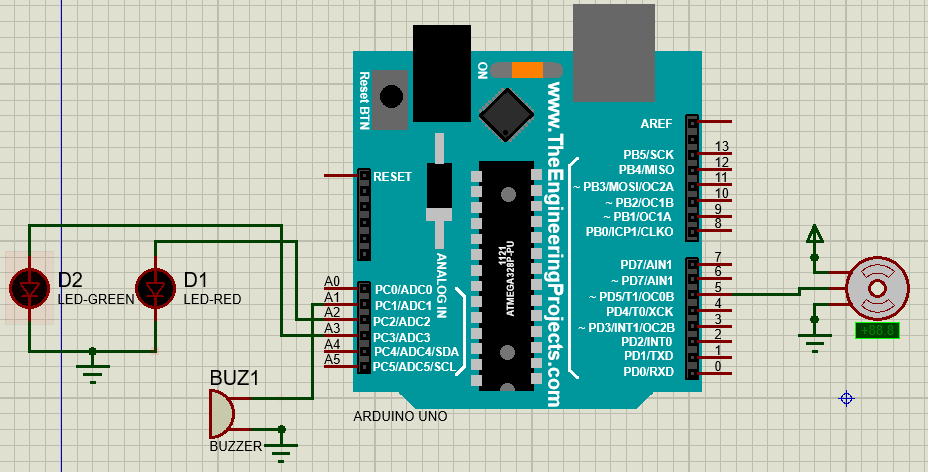 Reset BTN
ON
www.TheEngineeringProjects.com
AREF
RESET
PB5/SCK 13
PB4/MISO 12
~ PB3/MOSI/OC2A 11
~ PB2/OC1B 10
~ PB1/OC1A 9
PB0/ICP1/CLKO 8
1121
ATMEGA328P-PU
ANALOG IN
A0 PC0/ADC0
A1 PC1/ADC1
A2 PC2/ADC2
A3 PC3/ADC3
A4 PC4/ADC4/SDA
A5 PC5/ADC5/SCL
PD7/AIN1 7
~ PD7/AIN1 6
~ PD5/T1/OC0B 5
PD4/T0/XCK 4
~ PD3/INT1/OC2B 3
PD2/INT0 2
PD1/TXD 1
PD0/RXD 0
D2
LED-GREEN
D1
LED-RED
+88.8
BUZ1
BUZZER
ARDUINO UNO